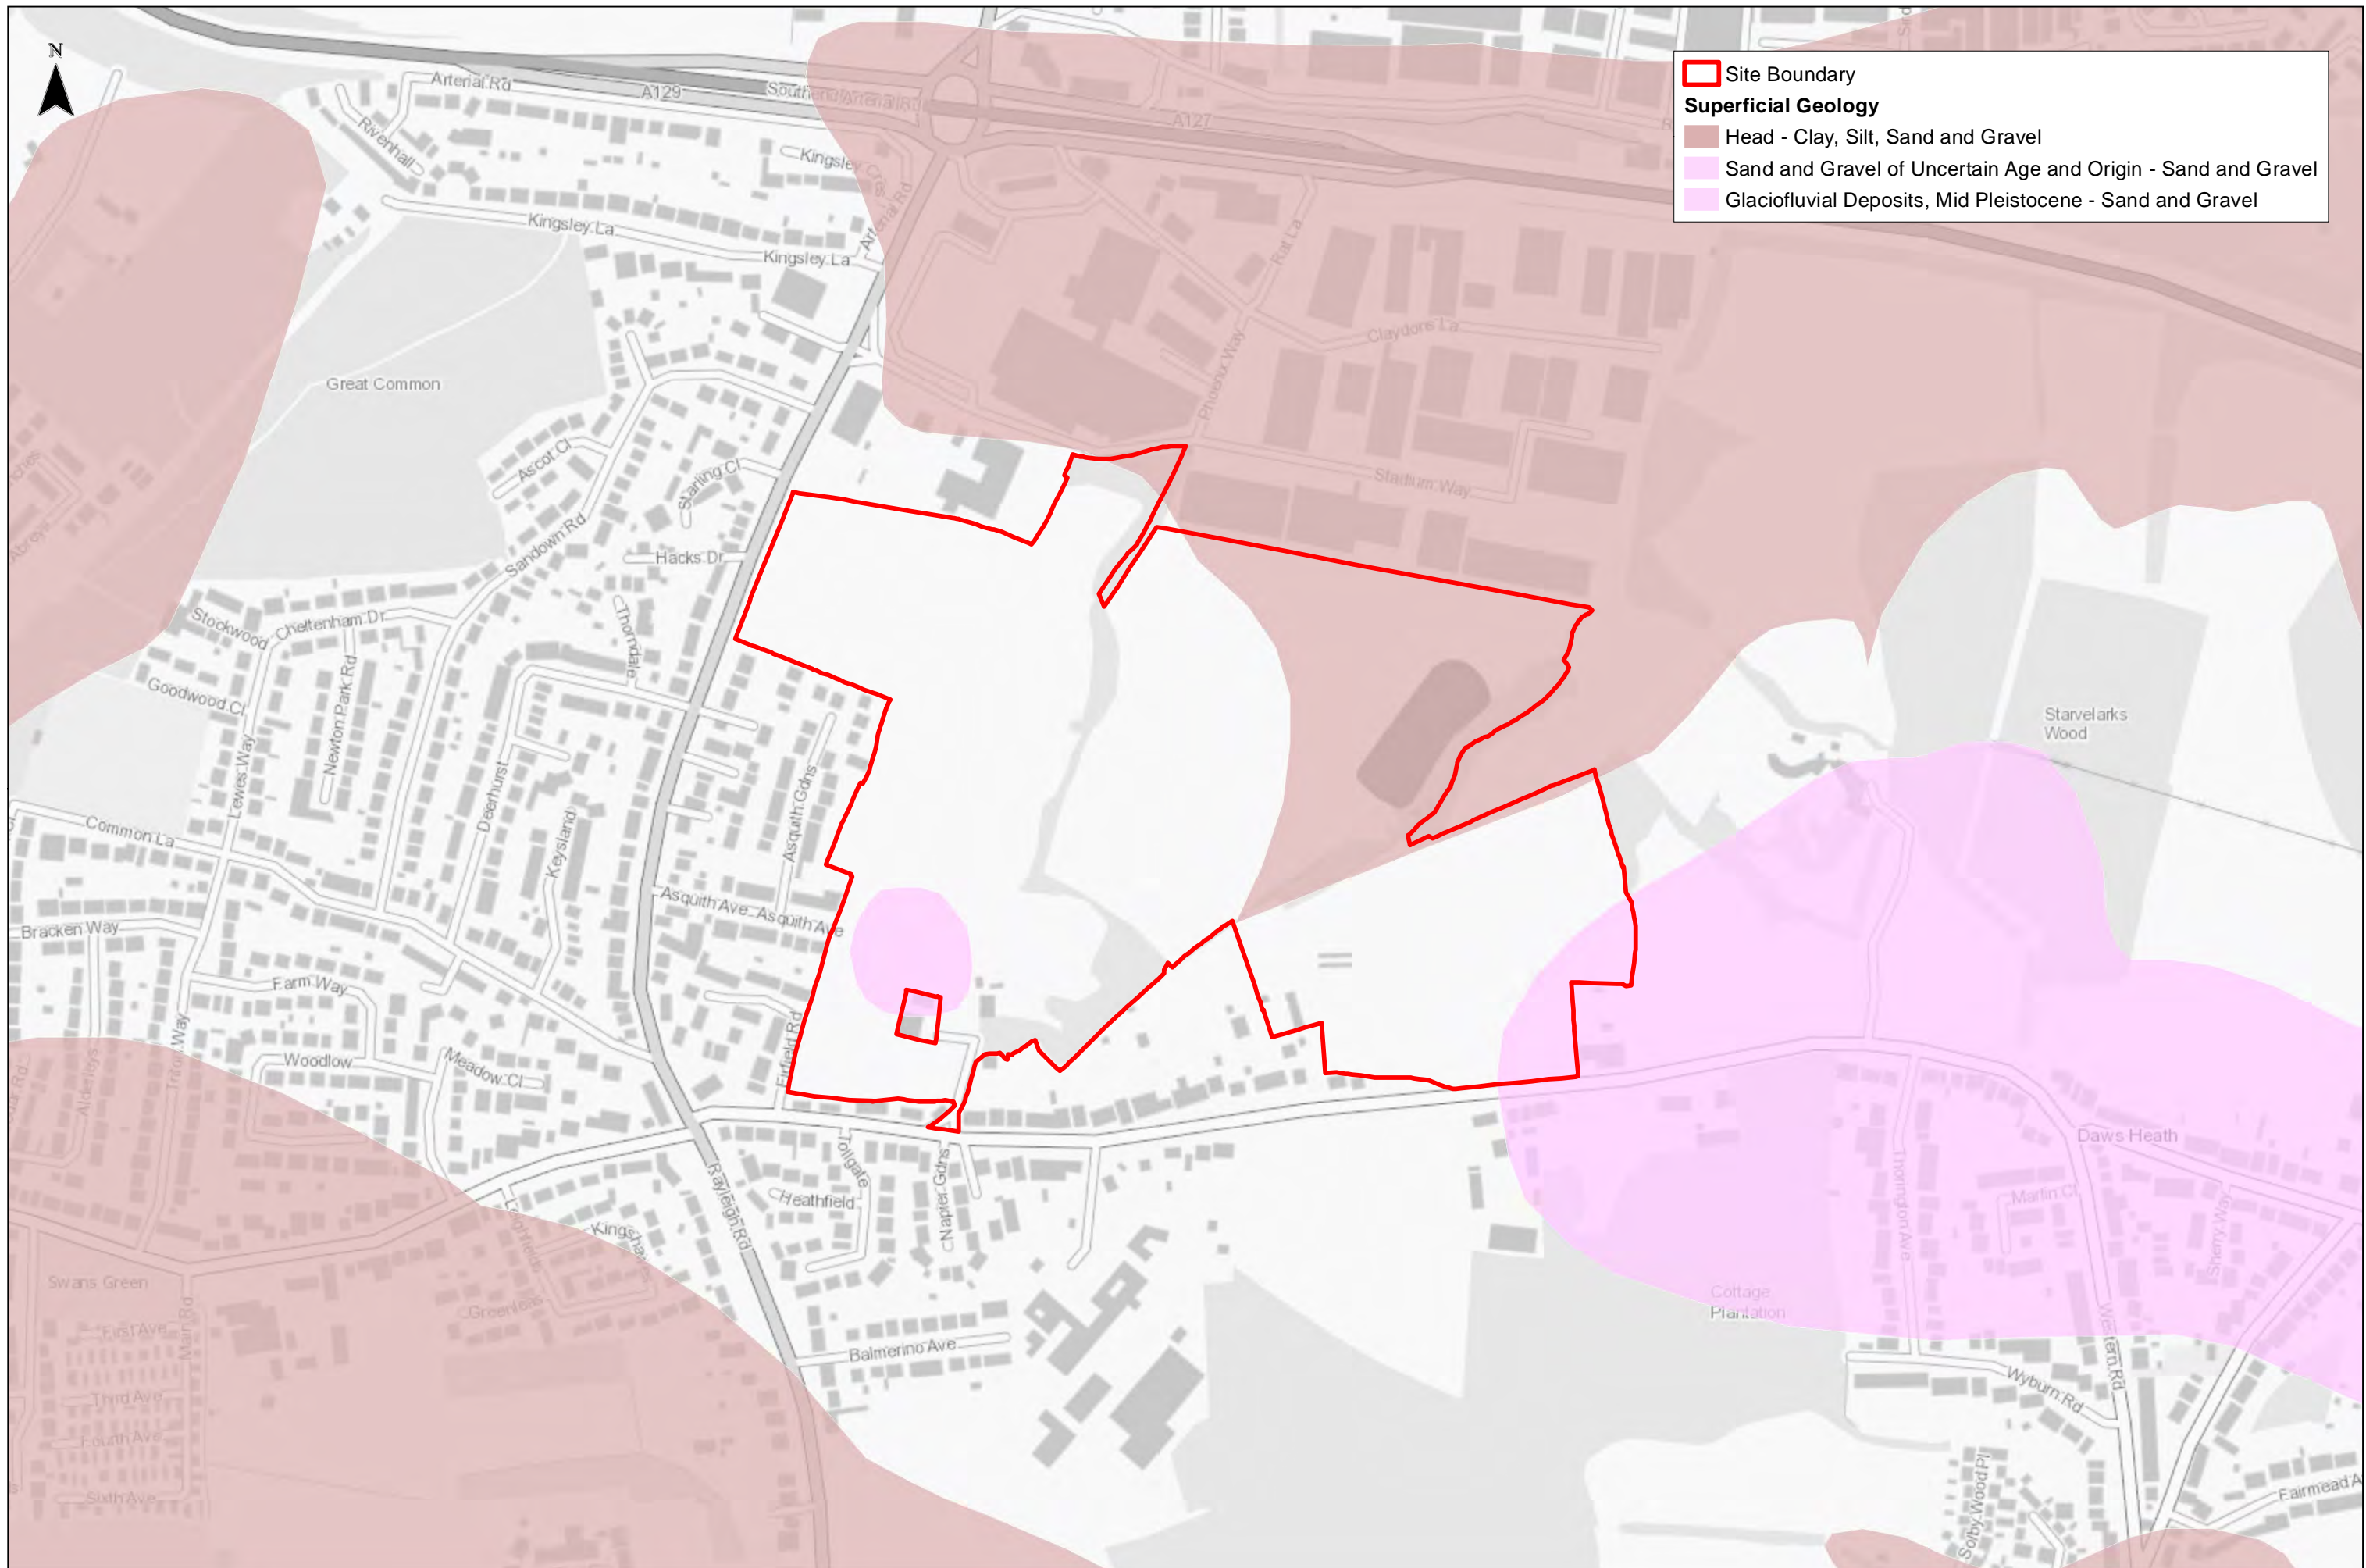 N
Site Boundary
Superficial Geology
Head - Clay, Silt, Sand and Gravel
Sand and Gravel of Uncertain Age and Origin - Sand and Gravel
Glaciofluvial Deposits, Mid Pleistocene - Sand and Gravel
Arterial Rd
A129
Southend Arterial Rd
A127
Rivenhall
Kingsley Cres
Arterial Rd
Kingsley La
Kingsley La
Rat La
Great Common
Claydons La
Phoenix Way
Ascot Cl
Starling Cl
Stadium Way
Sandown Rd
Hacks Dr
Stockwood
Cheltenham Dr
Thorndale
Goodwood Cl
Newton Park Rd
Starvelarks
Wood
Lewes Way
Deerhurst
Asquith Gdns
Common La
Keysland
Asquith Ave
Asquith Ave
Bracken Way
Farm Way
Firfield Rd
Woodlow
Meadow Cl
Alderleys
Daws Heath
Tollgate
Rayleigh Rd
Heathfield
Napier Gdns
Thorington Ave
Martin Cl
Sherry Way
Swans Green
Greenleas
Cottage
Plantation
First Ave
Manor Rd
Western Rd
Balmerino Ave
Third Ave
Wyburn Rd
Fourth Ave
Sixth Ave
Solby Wood Pl
Fairmead A